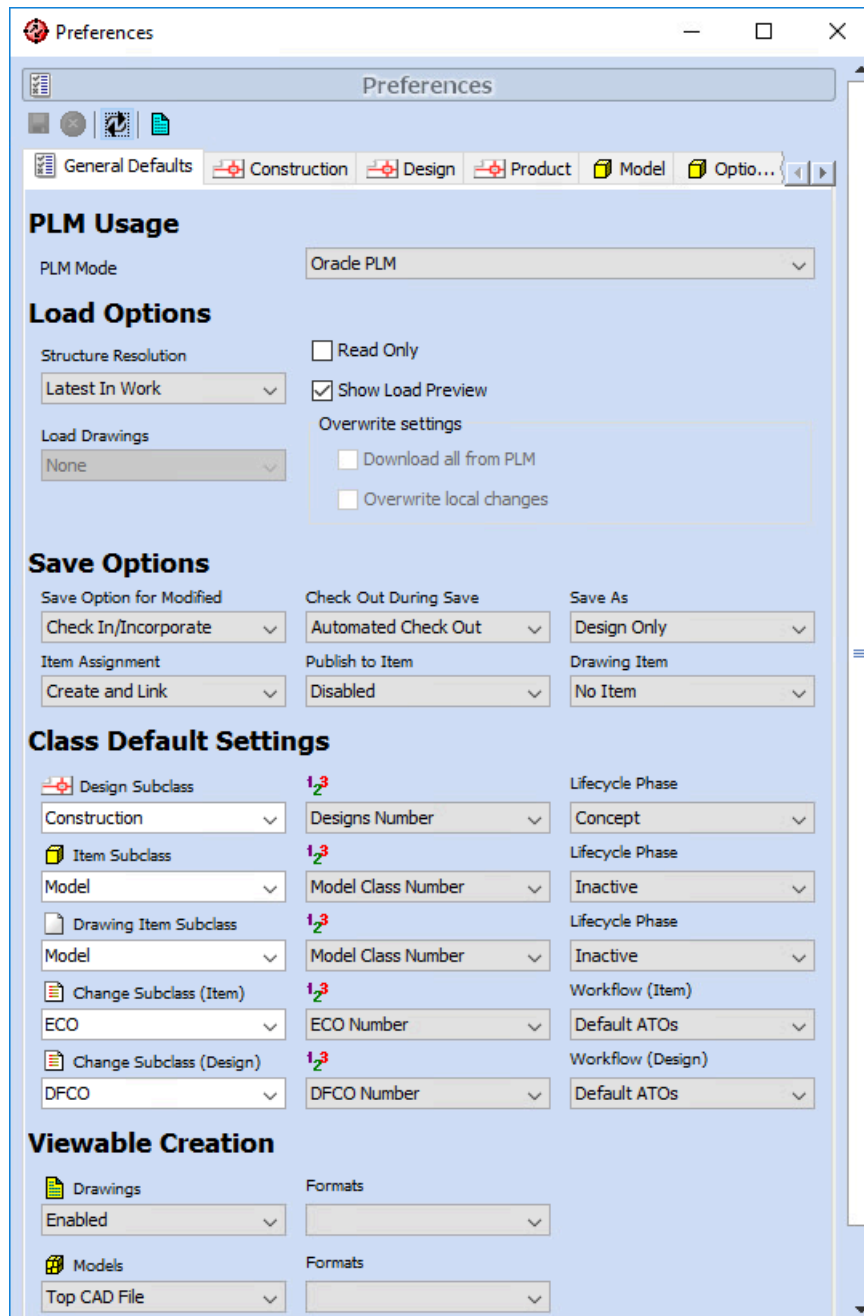 Preferences
Preferences
General Defaults Construction Design Product Model Optio...
PLM Usage
PLM Mode Oracle PLM
Load Options
Structure Resolution Read Only
Latest In Work Show Load Preview
Load Drawings Overwrite settings
None Download all from PLM
Overwrite local changes
Save Options
Save Option for Modified Check Out During Save Save As
Check In/Incorporate Automated Check Out Design Only
Item Assignment Publish to Item Drawing Item
Create and Link Disabled No Item
Class Default Settings
Design Subclass 123 Lifecycle Phase
Construction Designs Number Concept
Item Subclass 123 Lifecycle Phase
Model Model Class Number Inactive
Drawing Item Subclass 123 Lifecycle Phase
Model Model Class Number Inactive
Change Subclass (Item) 123 Workflow (Item)
ECO ECO Number Default ATOs
Change Subclass (Design) 123 Workflow (Design)
DFCO DFCO Number Default ATOs
Viewable Creation
Drawings Formats
Enabled
Models Formats
Top CAD File